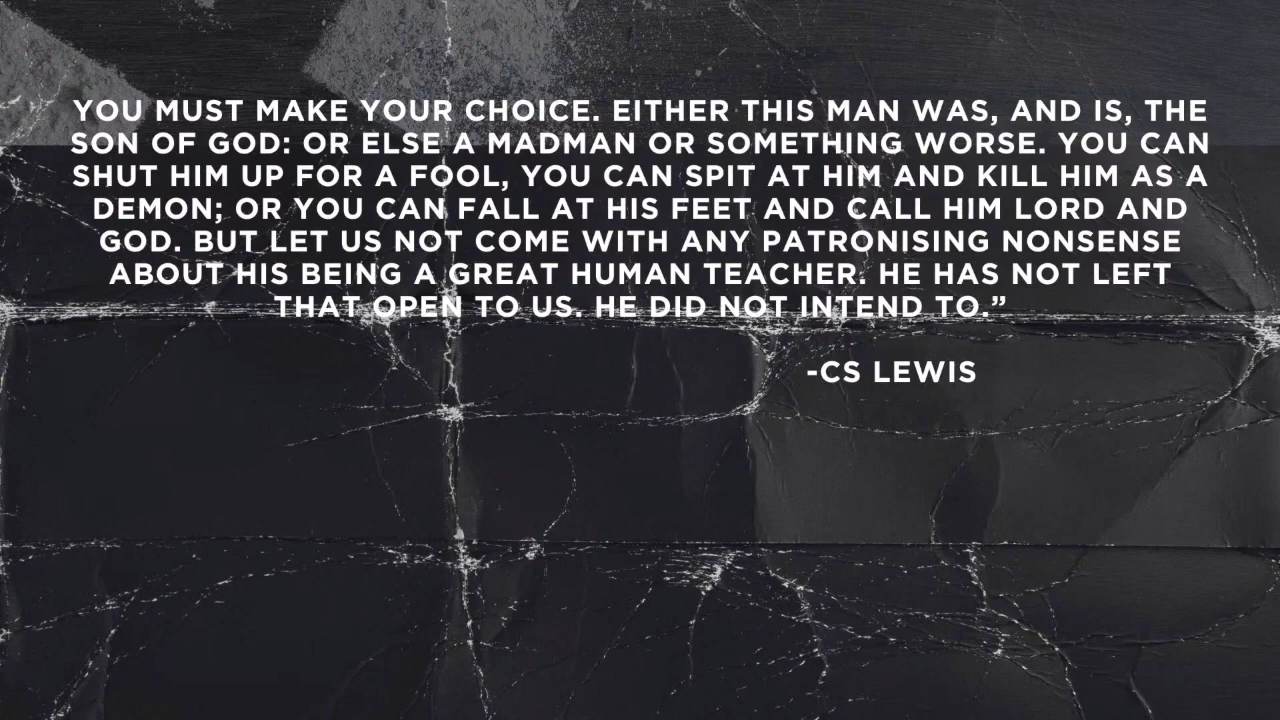 YOU MUST MAKE YOUR CHOICE. EITHER THIS MAN WAS, AND IS, THE
SON OF GOD: OR ELSE A MADMAN OR SOMETHING WORSE. YOU CAN
SHUT HIM UP FOR A FOOL, YOU CAN SPIT AT HIM AND KILL HIM AS A
DEMON; OR YOU CAN FALL AT HIS FEET AND CALL HIM LORD AND
GOD. BUT LET US NOT COME WITH ANY PATRONISING NONSENSE
ABOUT HIS BEING A GREAT HUMAN TEACHER. HE HAS NOT LEFT
THAT OPEN TO US. HE DID NOT INTEND TO.”
-CS LEWIS